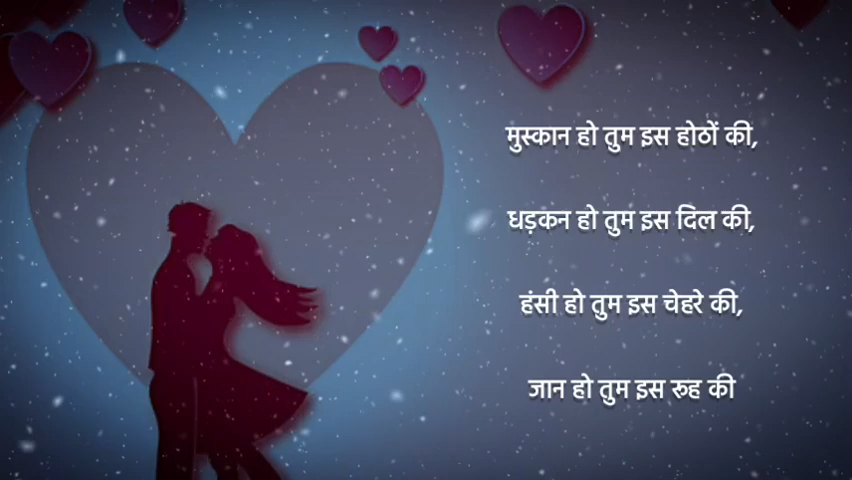 मुस्कान हो तुम इस होठों की,
धड़कन हो तुम इस दिल की,
हंसी हो तुम इस चेहरे की,
जान हो तुम इस रूह की